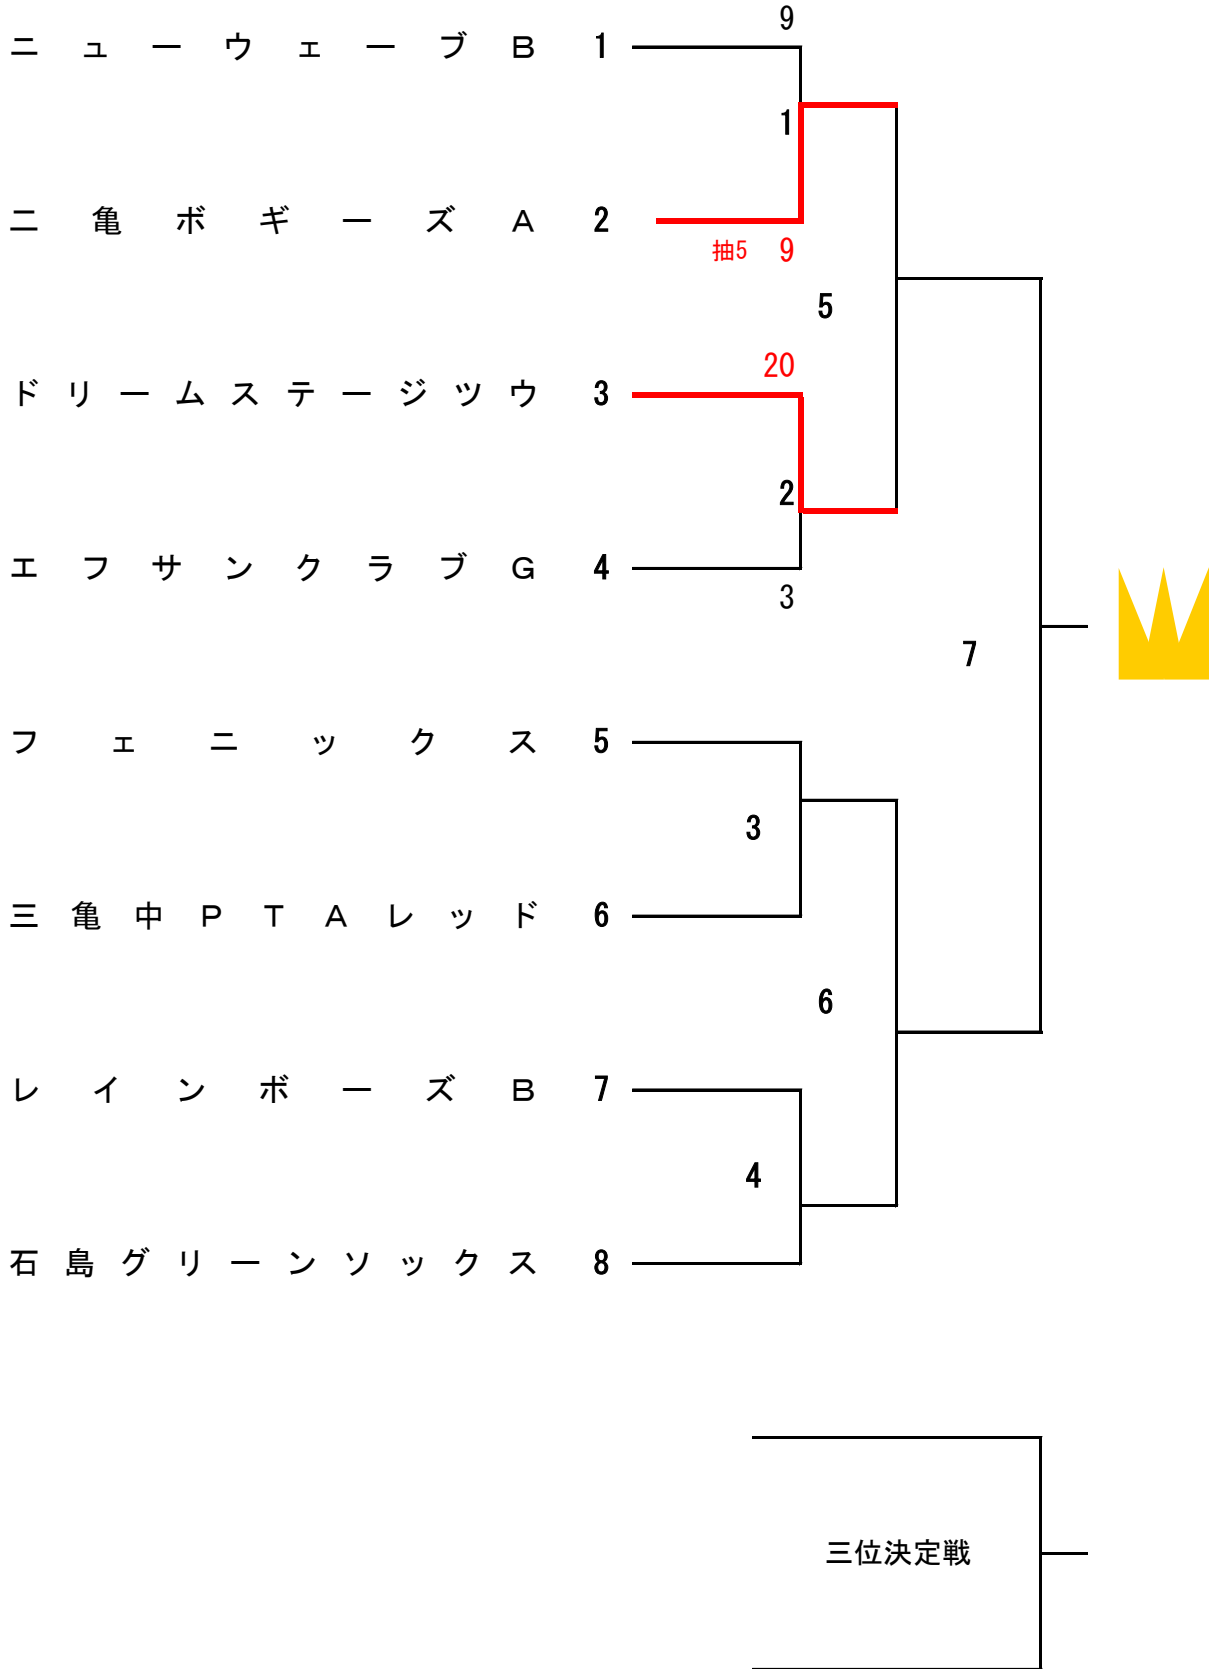 9
ニューウェーブB 1
1
二亀ボギーズA 2
抽5 9
5
20
ドリームステージツウ 3
2
エフサンクラブG 4
3
7
フェニックス 5
3
三亀中PTAレッド 6
6
レインボーズB 7
4
石島グリーンソックス 8
三位決定戦